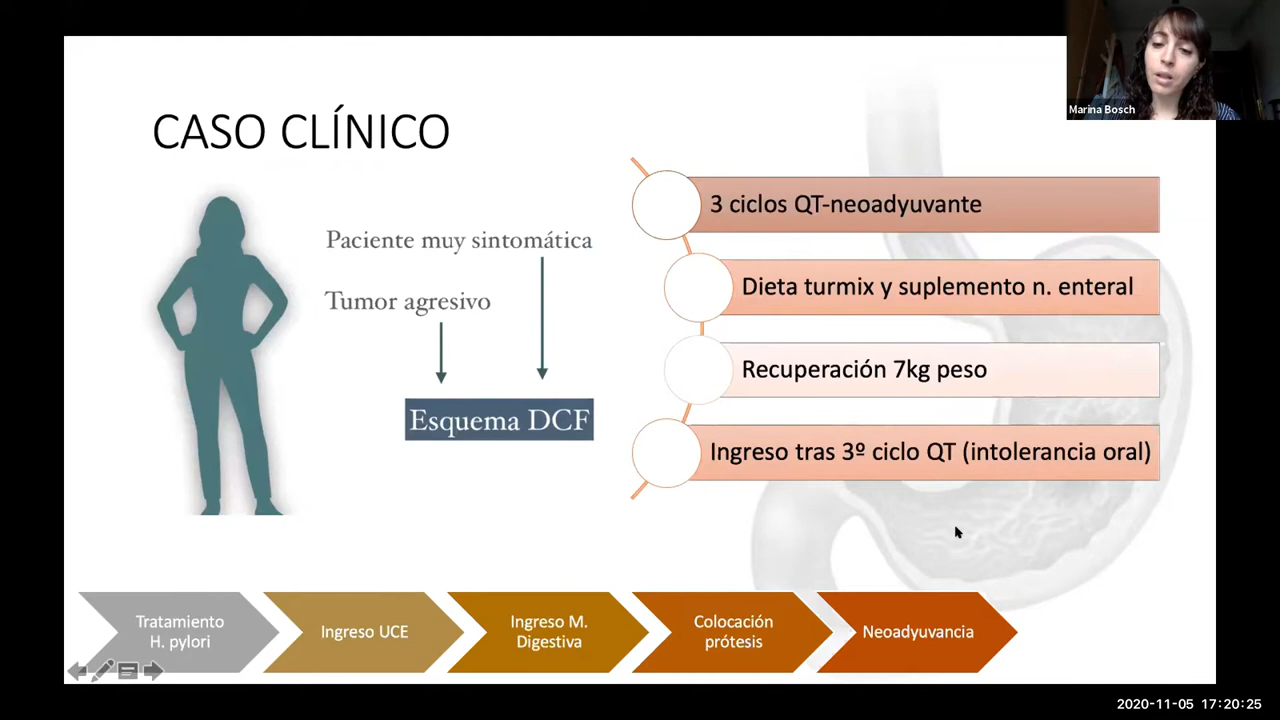 Marina Bosch
CASO CLÍNICO
Paciente muy sintomática
Tumor agresivo
Esquema DCF
3 ciclos QT-neoadyuvante
Dieta turmix y suplemento n. enteral
Recuperación 7kg peso
Ingreso tras 3º ciclo QT (intolerancia oral)
Tratamiento
H. pylori
Ingreso UCE
Ingreso M.
Digestiva
Colocación
prótesis
Neoadyuvancia
2020-11-05 17:20:25